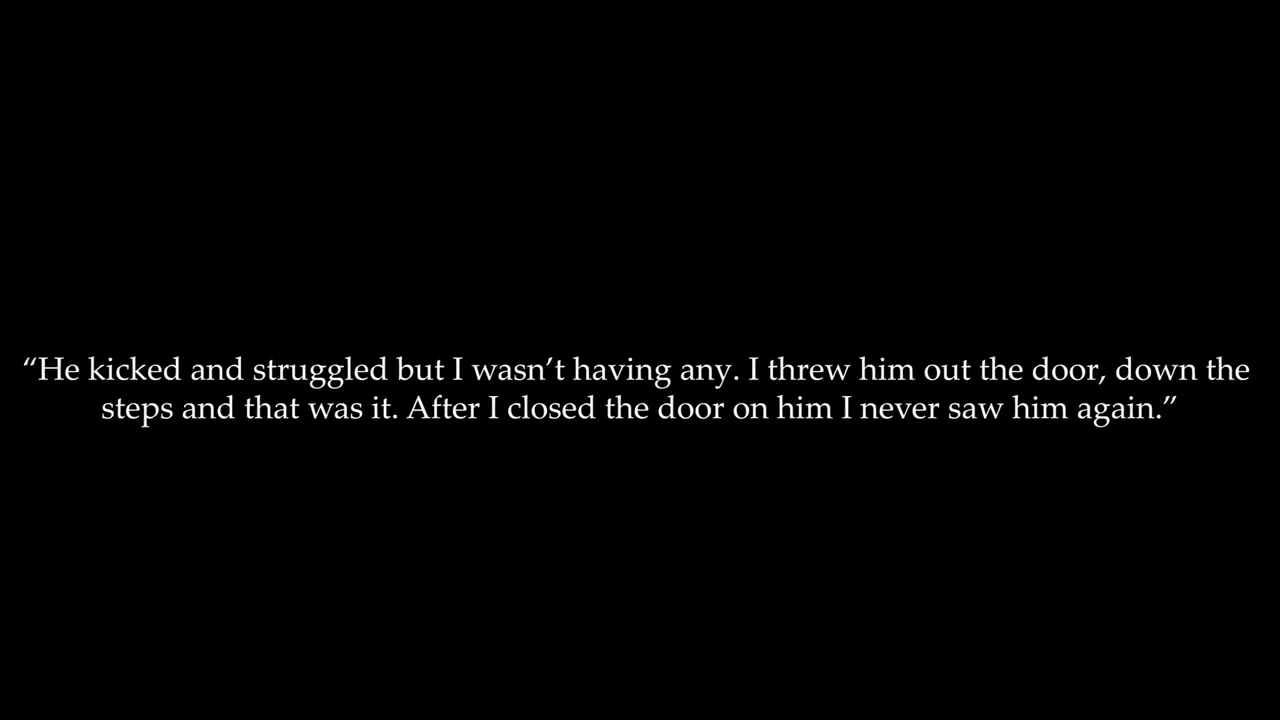 “He kicked and struggled but I wasn’t having any. I threw him out the door, down the
steps and that was it. After I closed the door on him I never saw him again.”